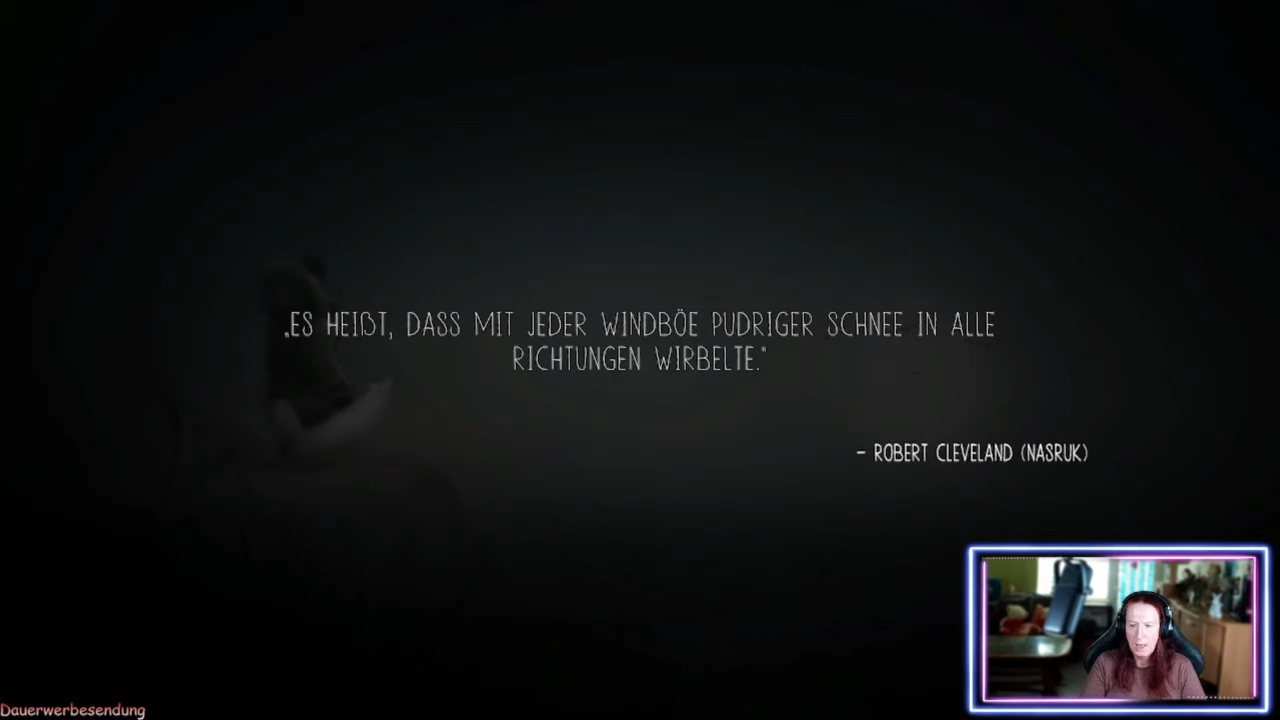 „ES HEIßT, DASS MIT JEDER WINDBÖE PUDRIGER SCHNEE IN ALLE
RICHTUNGEN WIRBELTE.“
– ROBERT CLEVELAND (NASRUK)
Dauerwerbesendung